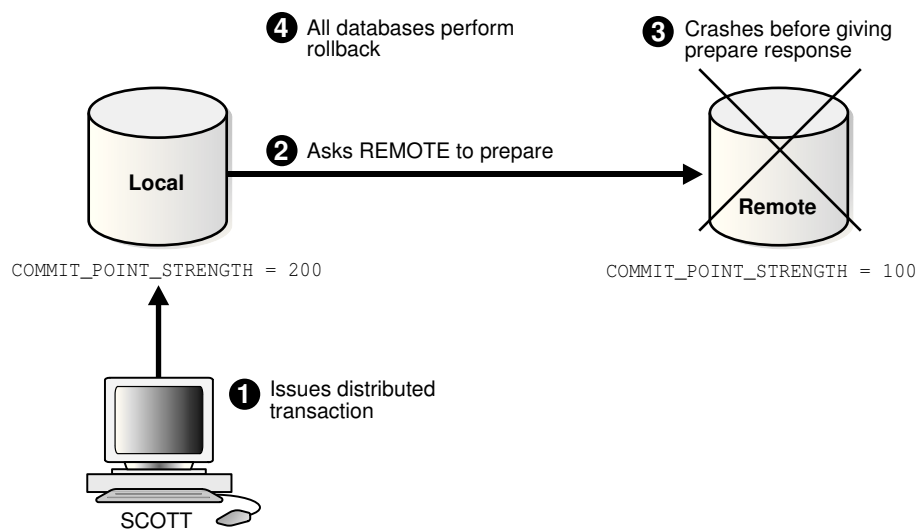 4 All databases perform
rollback
3 Crashes before giving
prepare response
2 Asks REMOTE to prepare
Local
Remote
COMMIT_POINT_STRENGTH = 200
COMMIT_POINT_STRENGTH = 100
1 Issues distributed
transaction
SCOTT